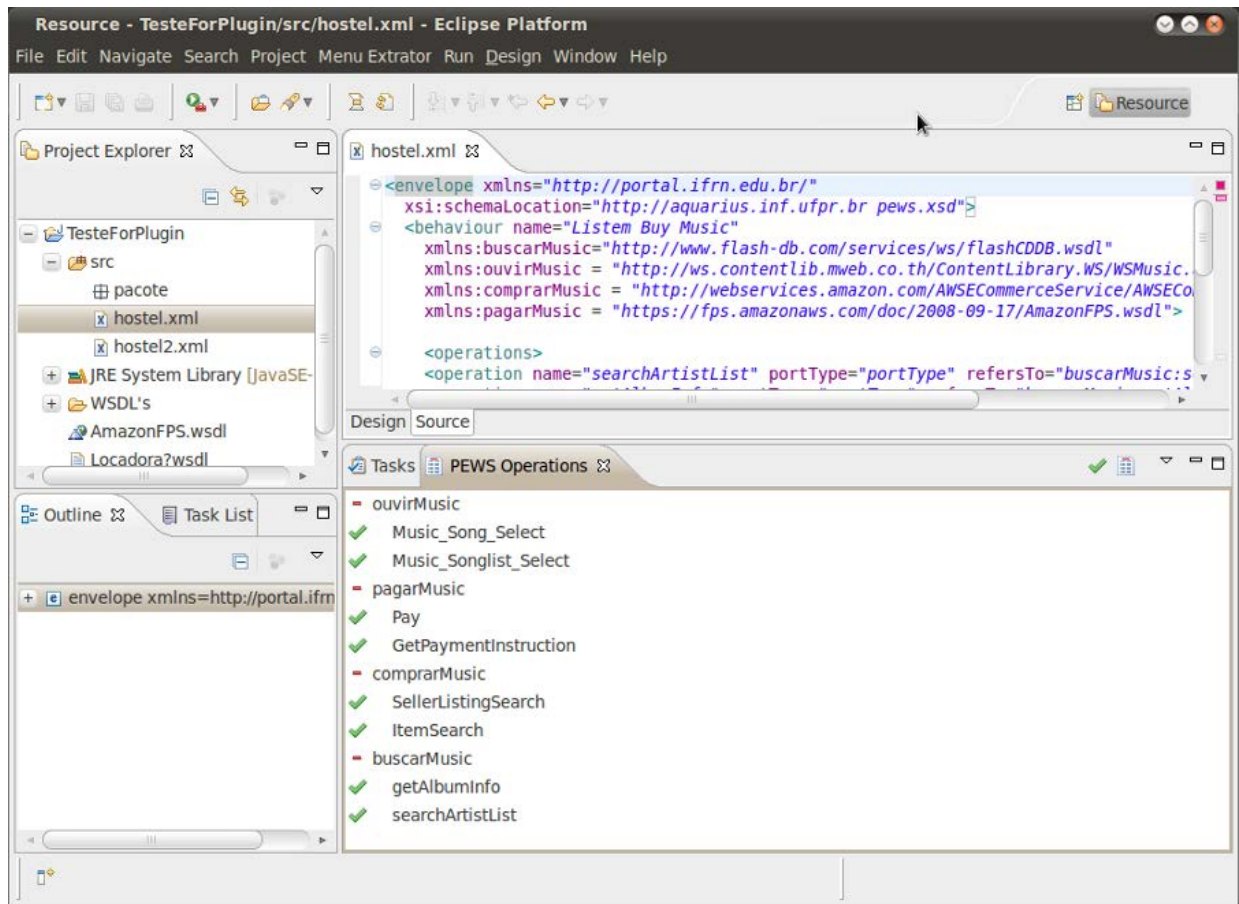 Resource - TesteForPlugin/src/hostel.xml - Eclipse Platform
File Edit Navigate Search Project Menu Extrator Run Design Window Help
Resource
Project Explorer
TesteForPlugin
src
pacote
hostel.xml
hostel2.xml
JRE System Library [JavaSE-
WSDL's
AmazonFPS.wsdl
Locadora?wsdl
Outline Task List
envelope xmlns=http://portal.ifrn
hostel.xml
<envelope xmlns="http://portal.ifrn.edu.br/"
xsi:schemaLocation="http://aquarius.inf.ufpr.br pews.xsd">
<behaviour name="Listem Buy Music"
xmlns:buscarMusic="http://www.flash-db.com/services/ws/flashCDDB.wsdl"
xmlns:ouvirMusic = "http://ws.contentlib.mweb.co.th/ContentLibrary.WS/WSMusic.
xmlns:comprarMusic = "http://webservices.amazon.com/AWSECommerceService/AWSECo
xmlns:pagarMusic = "https://fps.amazonaws.com/doc/2008-09-17/AmazonFPS.wsdl">
<operations>
<operation name="searchArtistList" portType="portType" refersTo="buscarMusic:s
Design Source
Tasks PEWS Operations
ouvirMusic
Music_Song_Select
Music_Songlist_Select
pagarMusic
Pay
GetPaymentInstruction
comprarMusic
SellerListingSearch
ItemSearch
buscarMusic
getAlbumInfo
searchArtistList